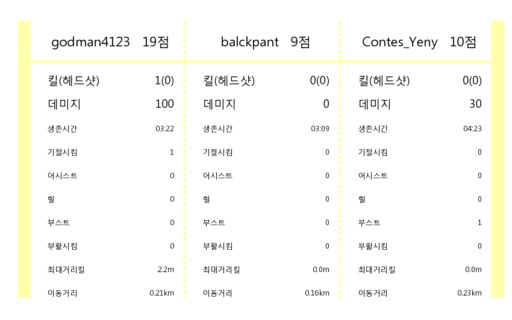 godman4123 19점 balckpant 9점 Contes_Yeny 10점
킬(헤드샷) 1(0) 킬(헤드샷) 0(0) 킬(헤드샷) 0(0)
데미지 100 데미지 0 데미지 30
생존시간 03:22 생존시간 03:09 생존시간 04:23
기절시킴 1 기절시킴 0 기절시킴 0
어시스트 0 어시스트 0 어시스트 0
힐 0 힐 0 힐 0
부스트 0 부스트 0 부스트 1
부활시킴 0 부활시킴 0 부활시킴 0
최대거리킬 2.2m 최대거리킬 0.0m 최대거리킬 0.0m
이동거리 0.21km 이동거리 0.16km 이동거리 0.23km